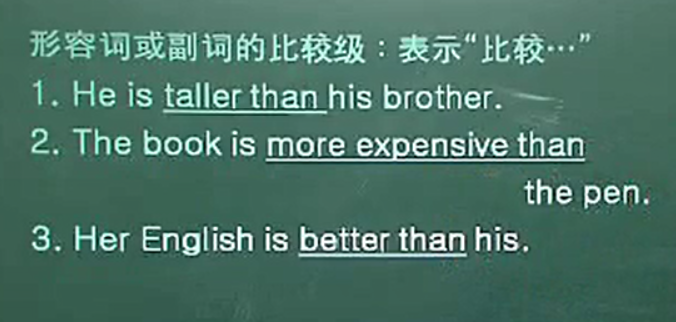 形容词或副词的比较级：表示“比较…”
1. He is taller than his brother.
2. The book is more expensive than
the pen.
3. Her English is better than his.